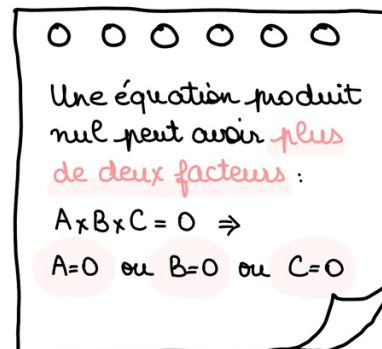 Une équation produit
nul peut avoir plus
de deux facteurs :
A×B×C = 0 ⇒
A=0 ou B=0 ou C=0